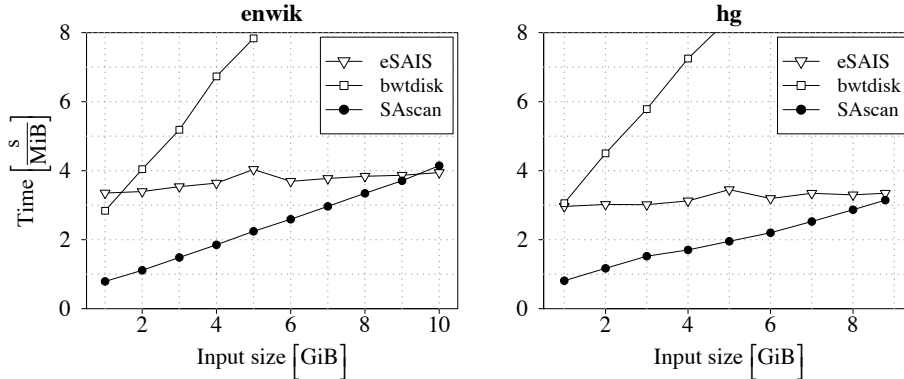 enwik
8
6
4
2
0
Time [s/MiB]
eSAIS
bwtdisk
SAscan
2 4 6 8 10
Input size [GiB]
hg
8
6
4
2
0
eSAIS
bwtdisk
SAscan
2 4 6 8
Input size [GiB]